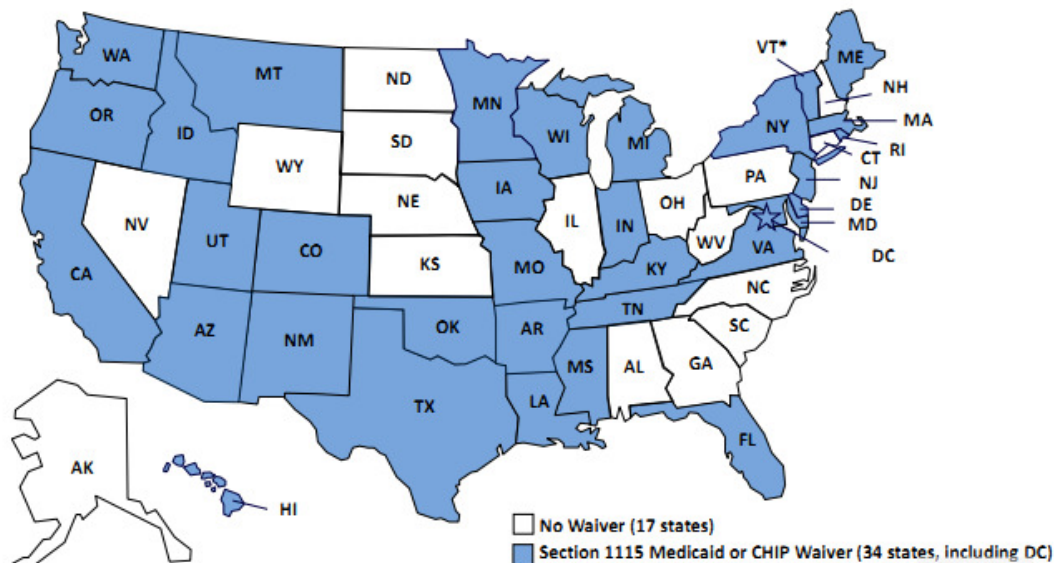 WA
MT
ND
MN
VT*
ME
NH
OR
ID
SD
WI
MI
NY
MA
RI
CT
WY
NE
IA
PA
NJ
DE
MD
DC
NV
UT
CO
KS
IL
IN
OH
WV
VA
CA
MO
KY
NC
TN
SC
AZ
NM
OK
AR
MS
AL
GA
TX
LA
FL
AK
HI
No Waiver (17 states)
Section 1115 Medicaid or CHIP Waiver (34 states, including DC)